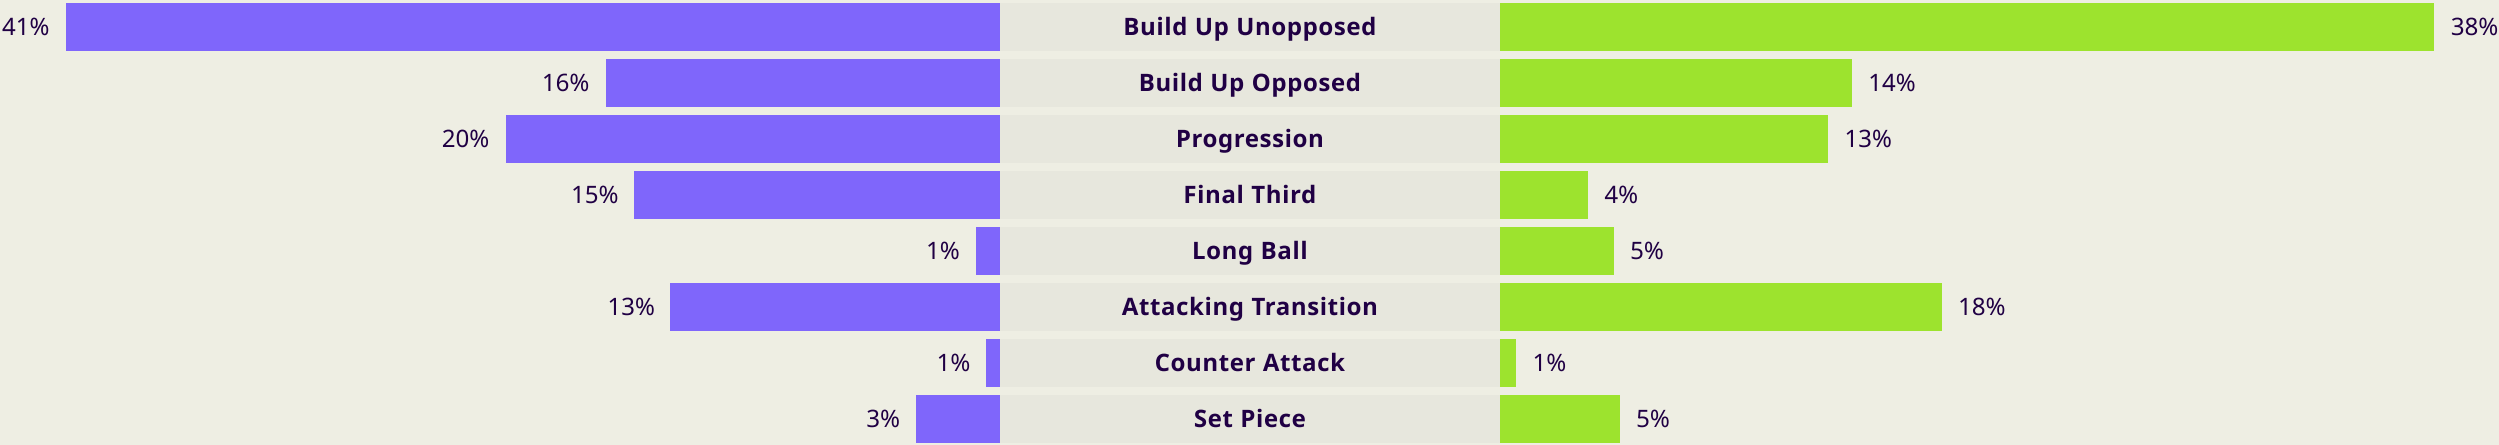 41% Build Up Unopposed 38%
16% Build Up Opposed 14%
20% Progression 13%
15% Final Third 4%
1% Long Ball 5%
13% Attacking Transition 18%
1% Counter Attack 1%
3% Set Piece 5%